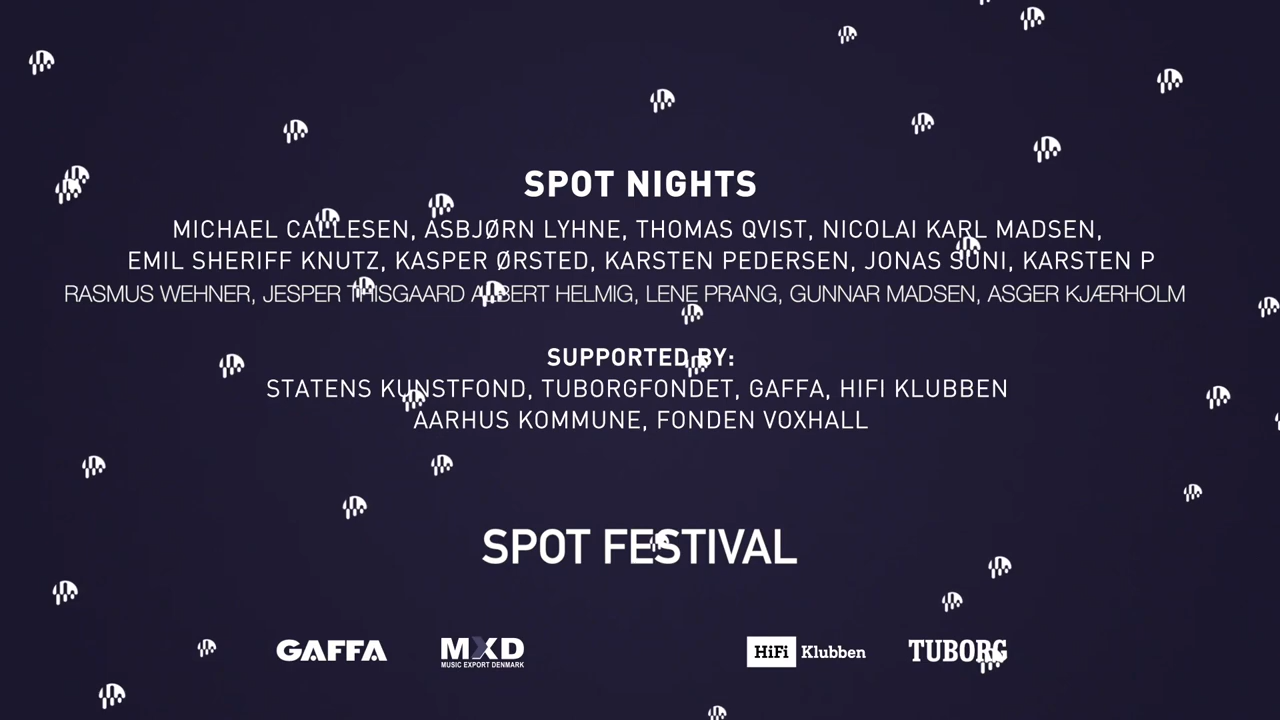 SPOT NIGHTS
MICHAEL CALLESEN, ASBJØRN LYHNE, THOMAS QVIST, NICOLAI KARL MADSEN,
EMIL SHERIFF KNUTZ, KASPER ØRSTED, KARSTEN PEDERSEN, JONAS SUNI, KARSTEN P
RASMUS WEHNER, JESPER THISGAARD ALBERT HELMIG, LENE PRANG, GUNNAR MADSEN, ASGER KJÆRHOLM
SUPPORTED BY:
STATENS KUNSTFOND, TUBORGFONDET, GAFFA, HIFI KLUBBEN
AARHUS KOMMUNE, FONDEN VOXHALL
SPOT FESTIVAL
GAFFA MXD HiFi Klubben TUBORG
MUSIC EXPORT DENMARK